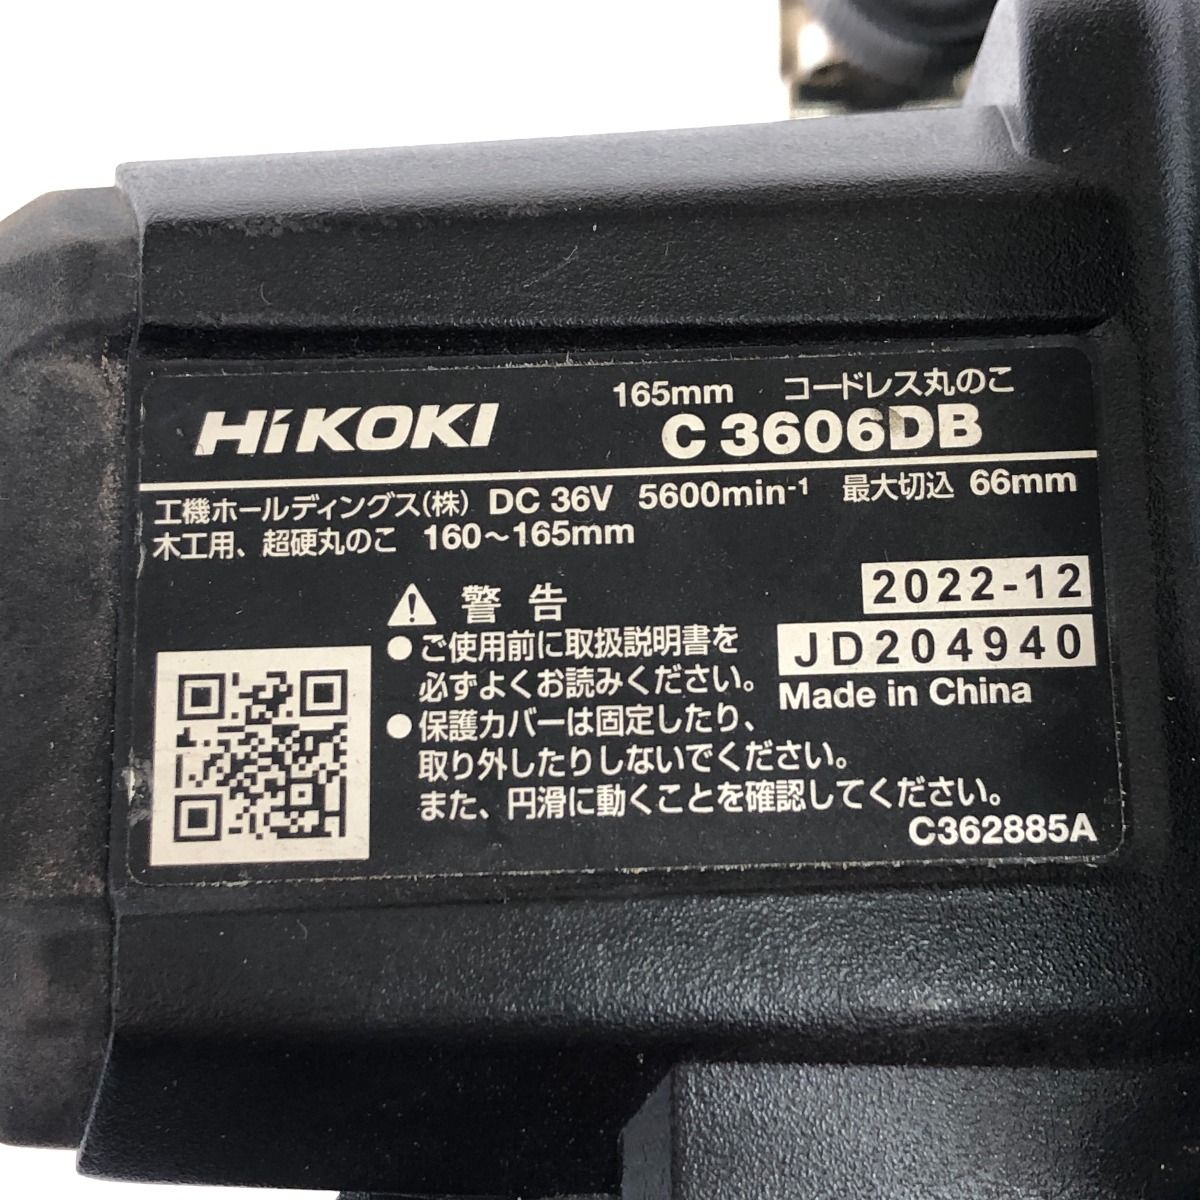 HiKOKI
165mm コードレス丸のこ
C 3606DB
工機ホールディングス(株) DC 36V 5600min⁻¹ 最大切込 66mm
木工用、超硬丸のこ 160～165mm
警告
●ご使用前に取扱説明書を
必ずよくお読みください。
●保護カバーは固定したり、
取り外したりしないでください。
また、円滑に動くことを確認してください。
2022-12
JD204940
Made in China
C362885A